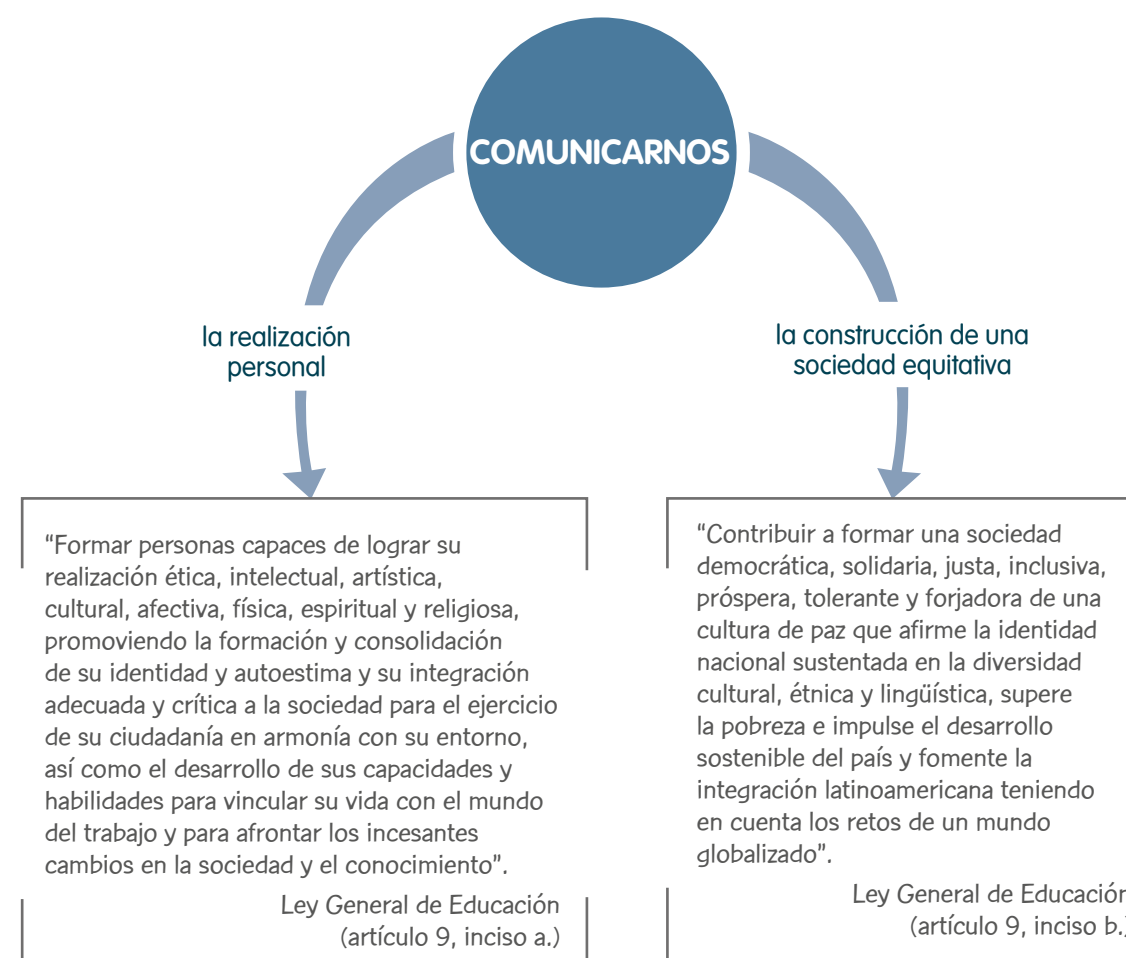 COMUNICARNOS
la realización
personal
la construcción de una
sociedad equitativa
“Formar personas capaces de lograr su
realización ética, intelectual, artística,
cultural, afectiva, física, espiritual y religiosa,
promoviendo la formación y consolidación
de su identidad y autoestima y su integración
adecuada y crítica a la sociedad para el ejercicio
de su ciudadanía en armonía con su entorno,
así como el desarrollo de sus capacidades y
habilidades para vincular su vida con el mundo
del trabajo y para afrontar los incesantes
cambios en la sociedad y el conocimiento”.
Ley General de Educación
(artículo 9, inciso a.)
“Contribuir a formar una sociedad
democrática, solidaria, justa, inclusiva,
próspera, tolerante y forjadora de una
cultura de paz que afirme la identidad
nacional sustentada en la diversidad
cultural, étnica y lingüística, supere
la pobreza e impulse el desarrollo
sostenible del país y fomente la
integración latinoamericana teniendo
en cuenta los retos de un mundo
globalizado”.
Ley General de Educación
(artículo 9, inciso b.)